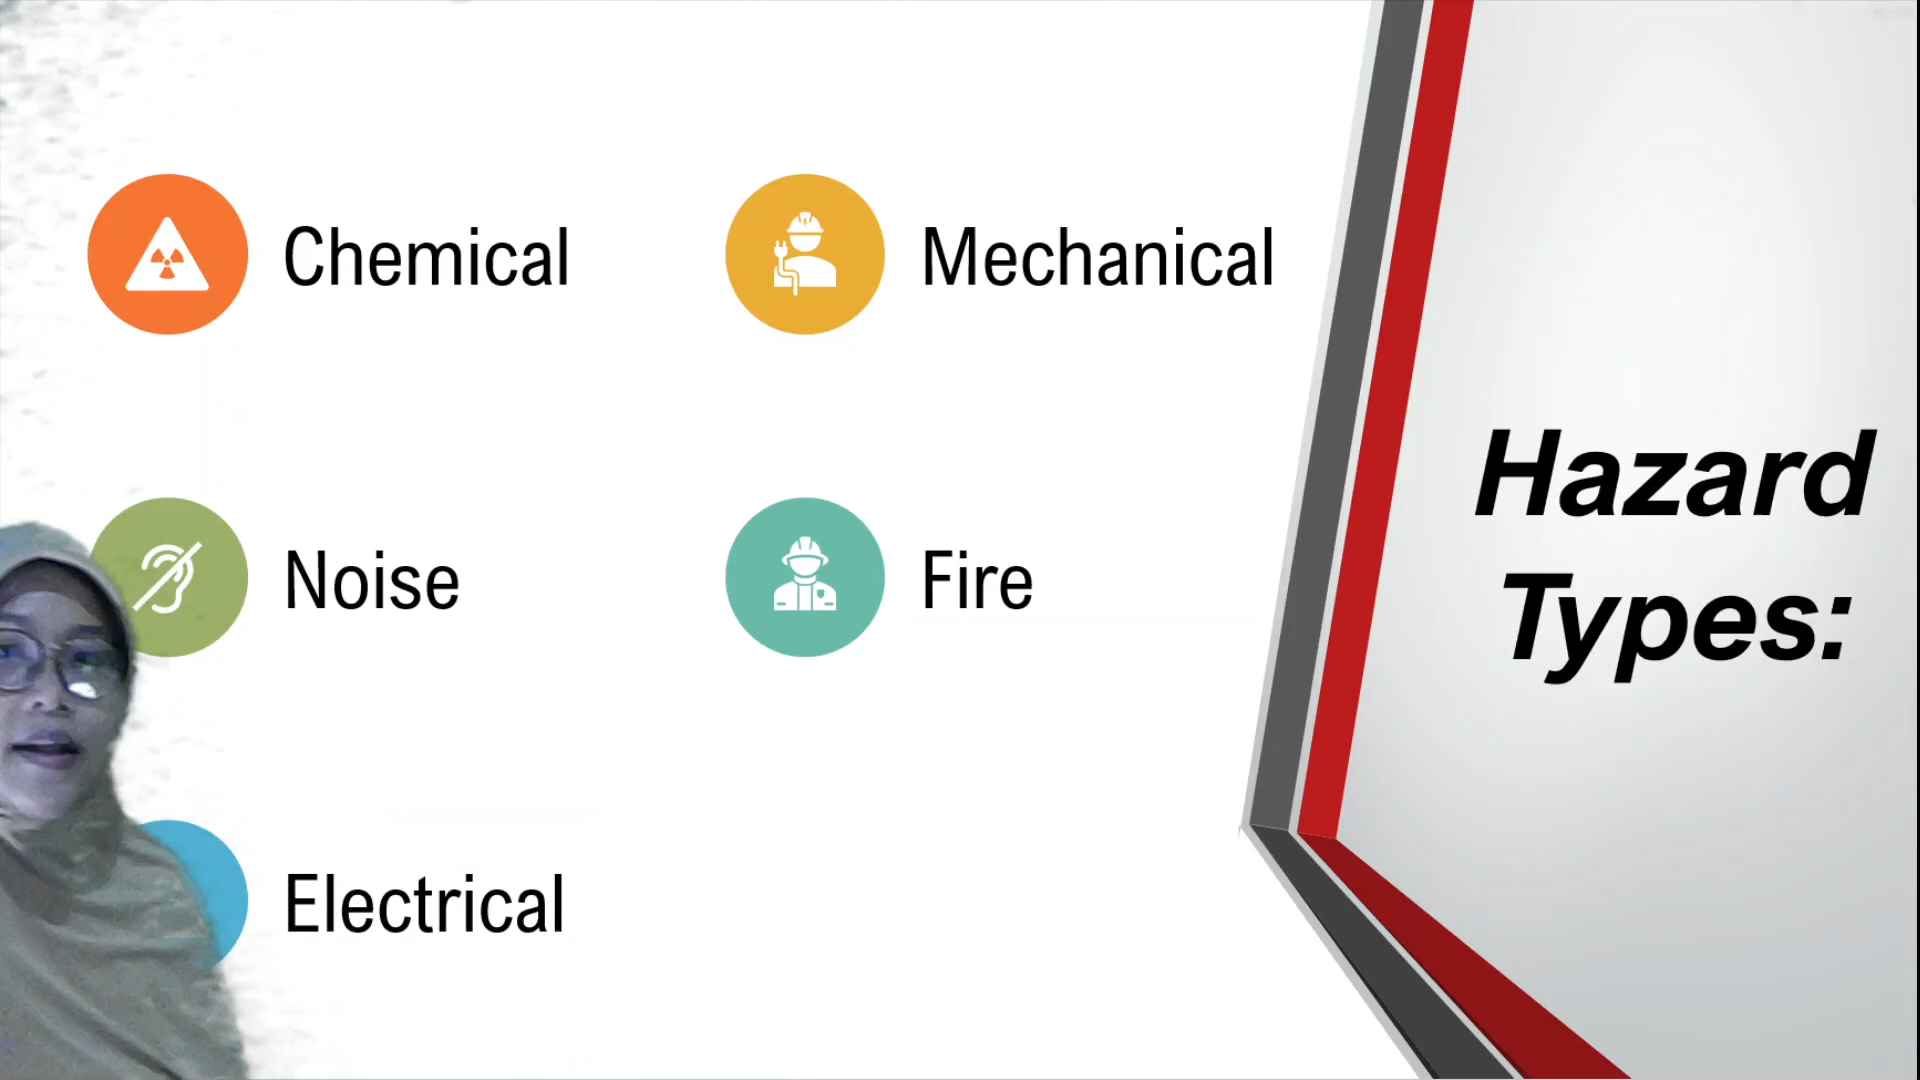 Chemical
Mechanical
Noise
Fire
Electrical
Hazard
Types: